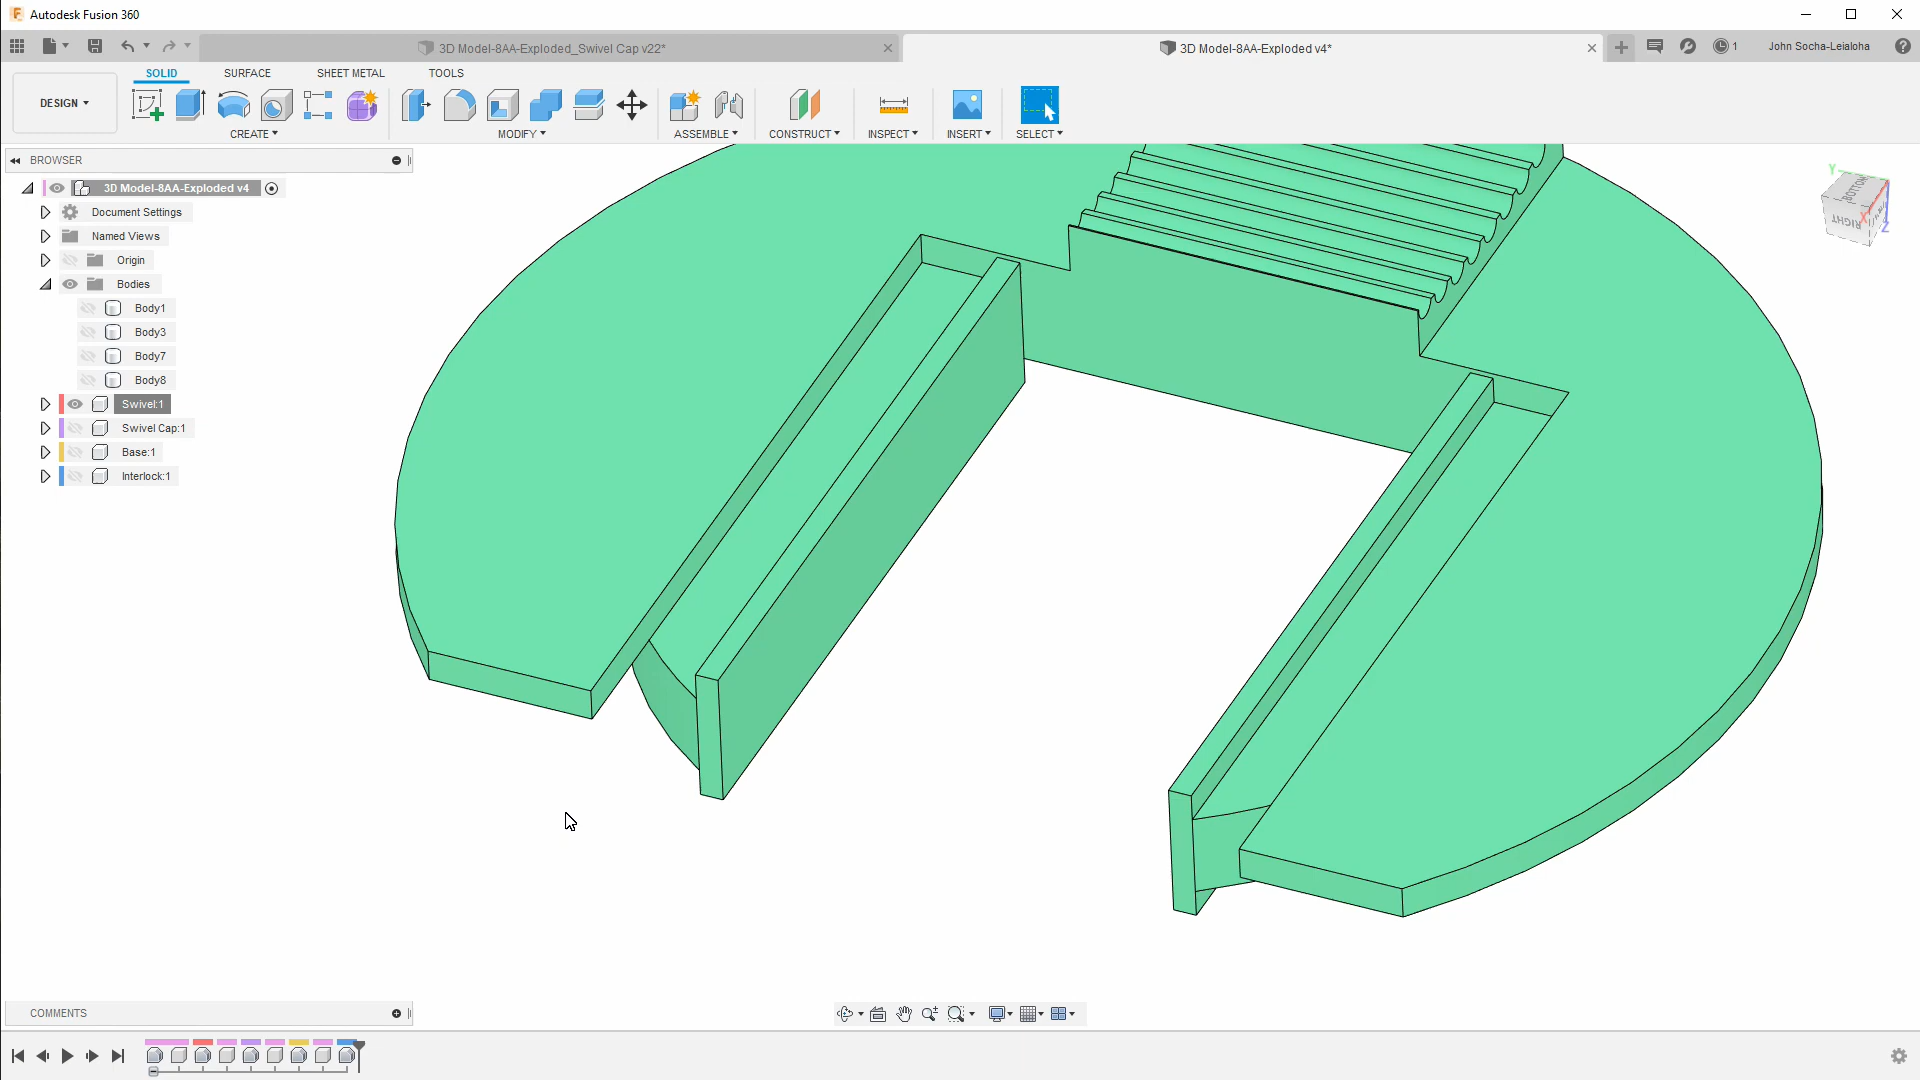 Autodesk Fusion 360
3D Model-8AA-Exploded_Swivel Cap v22*
3D Model-8AA-Exploded v4*
1
John Socha-Leialoha
SOLID
SURFACE
SHEET METAL
TOOLS
DESIGN
CREATE
MODIFY
ASSEMBLE
CONSTRUCT
INSPECT
INSERT
SELECT
BROWSER
3D Model-8AA-Exploded v4
Document Settings
Named Views
Origin
Bodies
Body1
Body3
Body7
Body8
Swivel:1
Swivel Cap:1
Base:1
Interlock:1
Y
BOTTOM
RIGHT
X
Z
COMMENTS